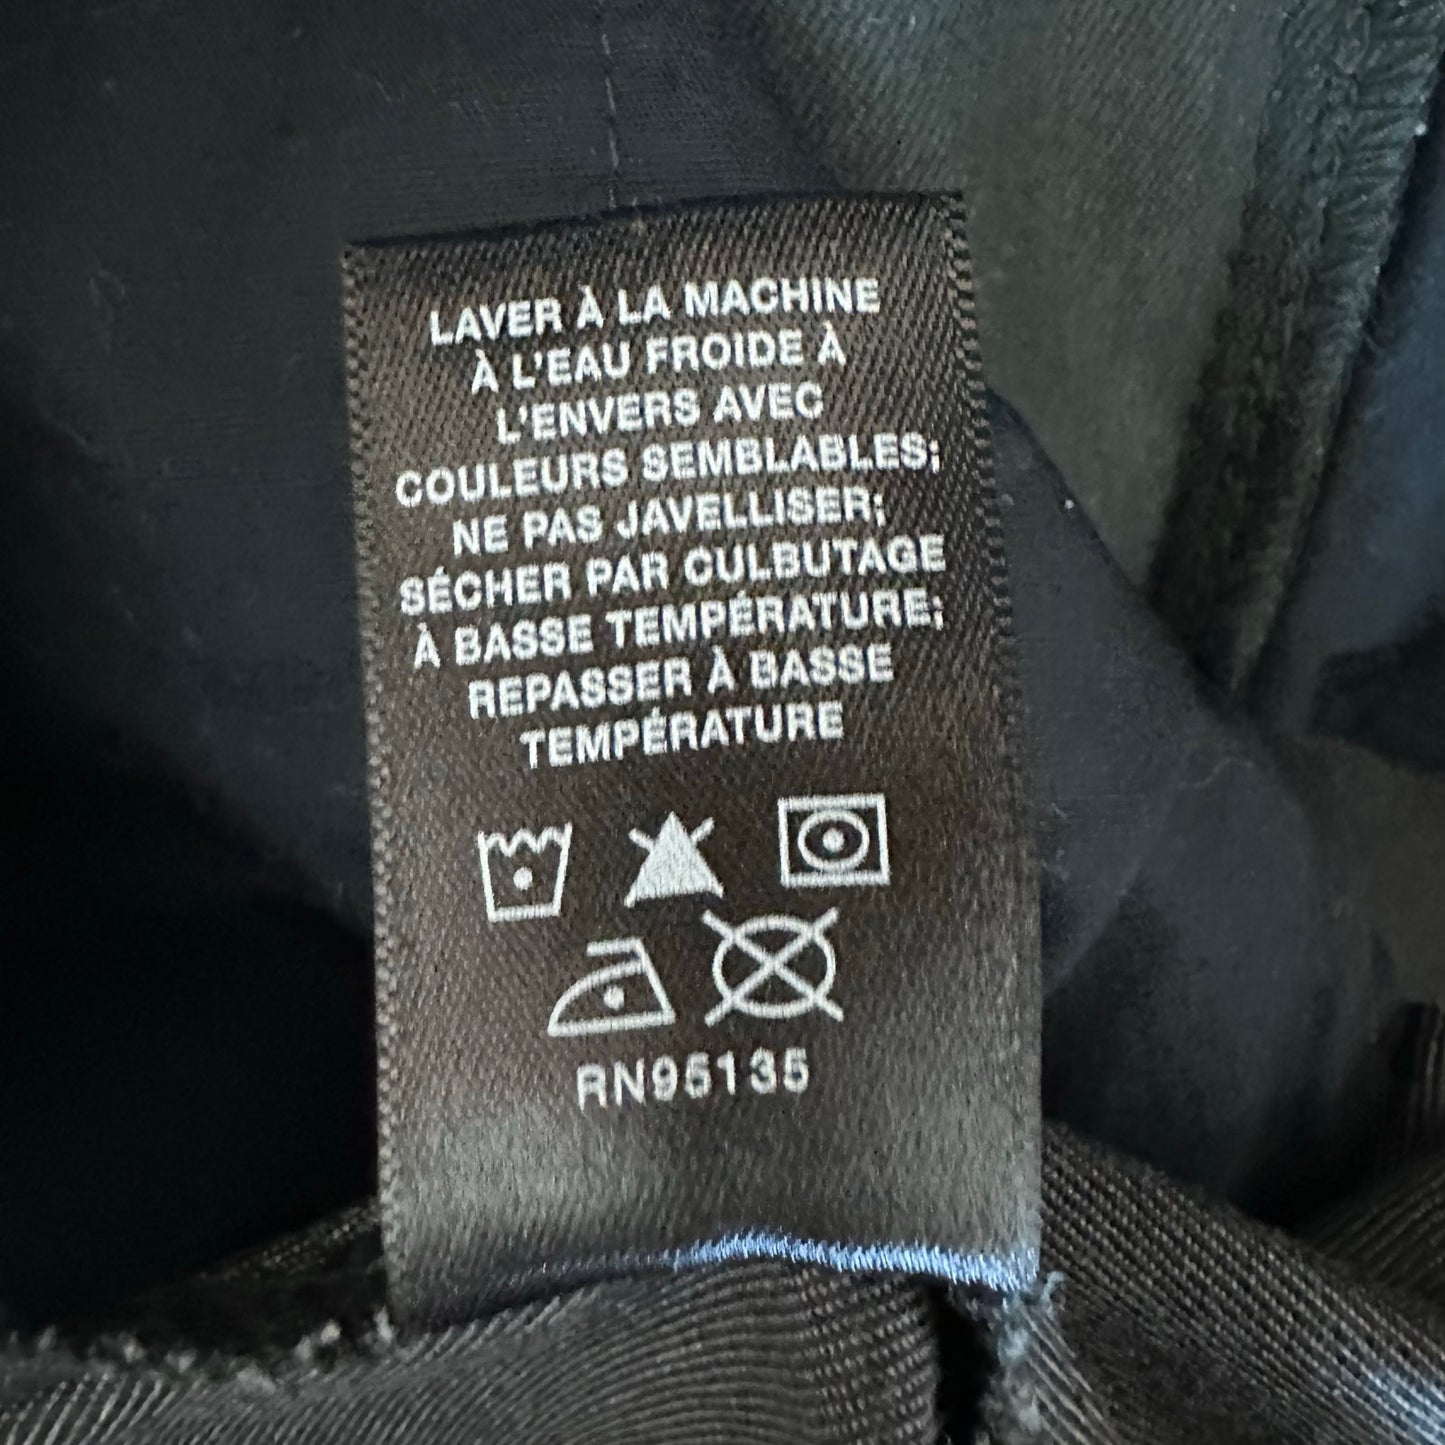 LAVER À LA MACHINE
À L'EAU FROIDE À
L'ENVERS AVEC
COULEURS SEMBLABLES;
NE PAS JAVELLISER;
SÉCHER PAR CULBUTAGE
À BASSE TEMPÉRATURE;
REPASSER À BASSE
TEMPÉRATURE
RN95135